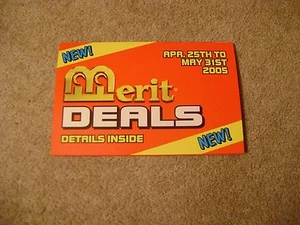 NEW!
APR. 25TH TO
MAY 31ST
2005
Merit
DEALS
DETAILS INSIDE
NEW!